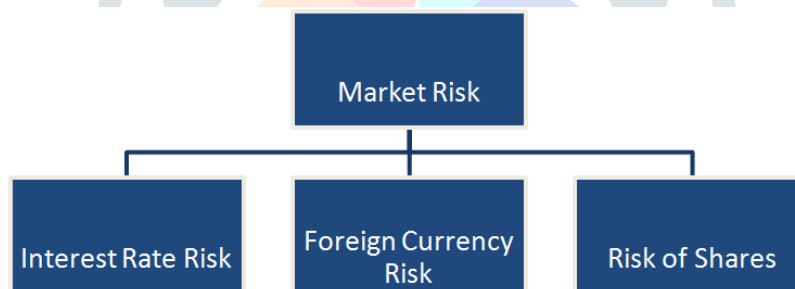 Market Risk
Interest Rate Risk
Foreign Currency
Risk
Risk of Shares